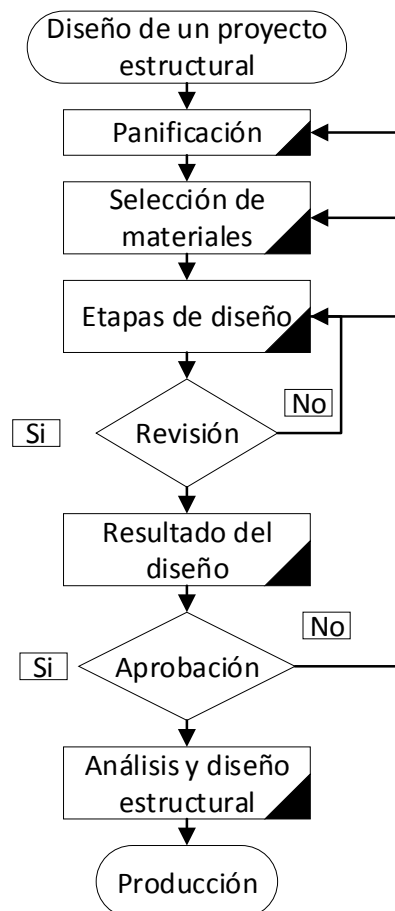 Diseño de un proyecto
estructural
Panificación
Selección de
materiales
Etapas de diseño
No
Si
Revisión
Resultado del
diseño
No
Si
Aprobación
Análisis y diseño
estructural
Producción